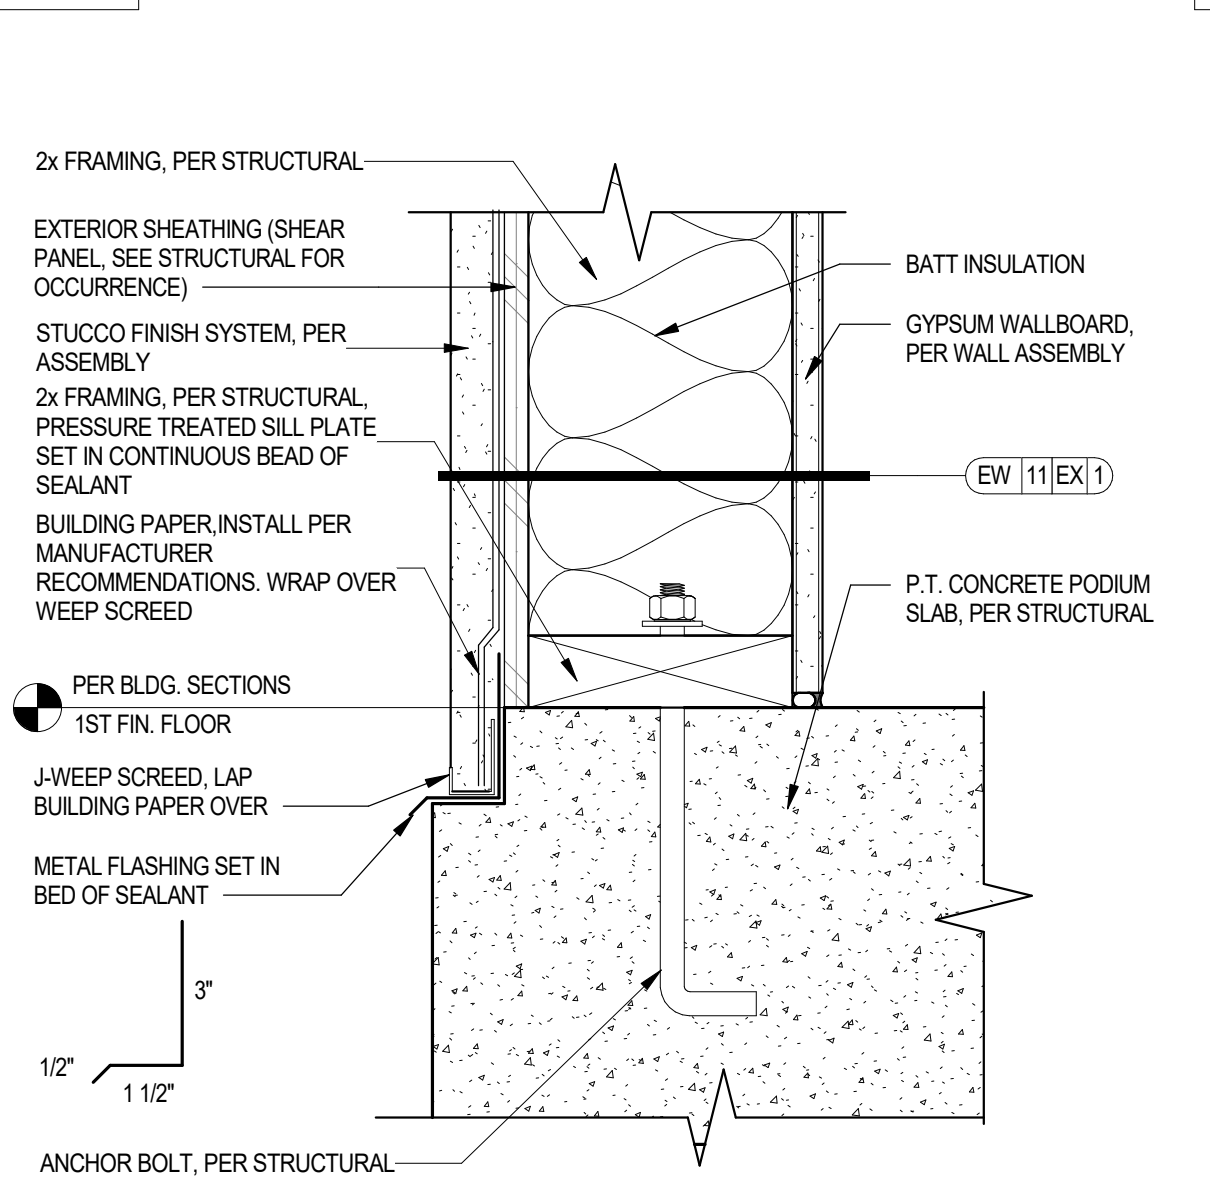 2x FRAMING, PER STRUCTURAL
EXTERIOR SHEATHING (SHEAR
PANEL, SEE STRUCTURAL FOR
OCCURRENCE)
STUCCO FINISH SYSTEM, PER
ASSEMBLY
2x FRAMING, PER STRUCTURAL,
PRESSURE TREATED SILL PLATE
SET IN CONTINUOUS BEAD OF
SEALANT
BUILDING PAPER,INSTALL PER
MANUFACTURER
RECOMMENDATIONS. WRAP OVER
WEEP SCREED
PER BLDG. SECTIONS
1ST FIN. FLOOR
J-WEEP SCREED, LAP
BUILDING PAPER OVER
METAL FLASHING SET IN
BED OF SEALANT
3"
1/2"
1 1/2"
ANCHOR BOLT, PER STRUCTURAL
BATT INSULATION
GYPSUM WALLBOARD,
PER WALL ASSEMBLY
EW 11 EX 1
P.T. CONCRETE PODIUM
SLAB, PER STRUCTURAL